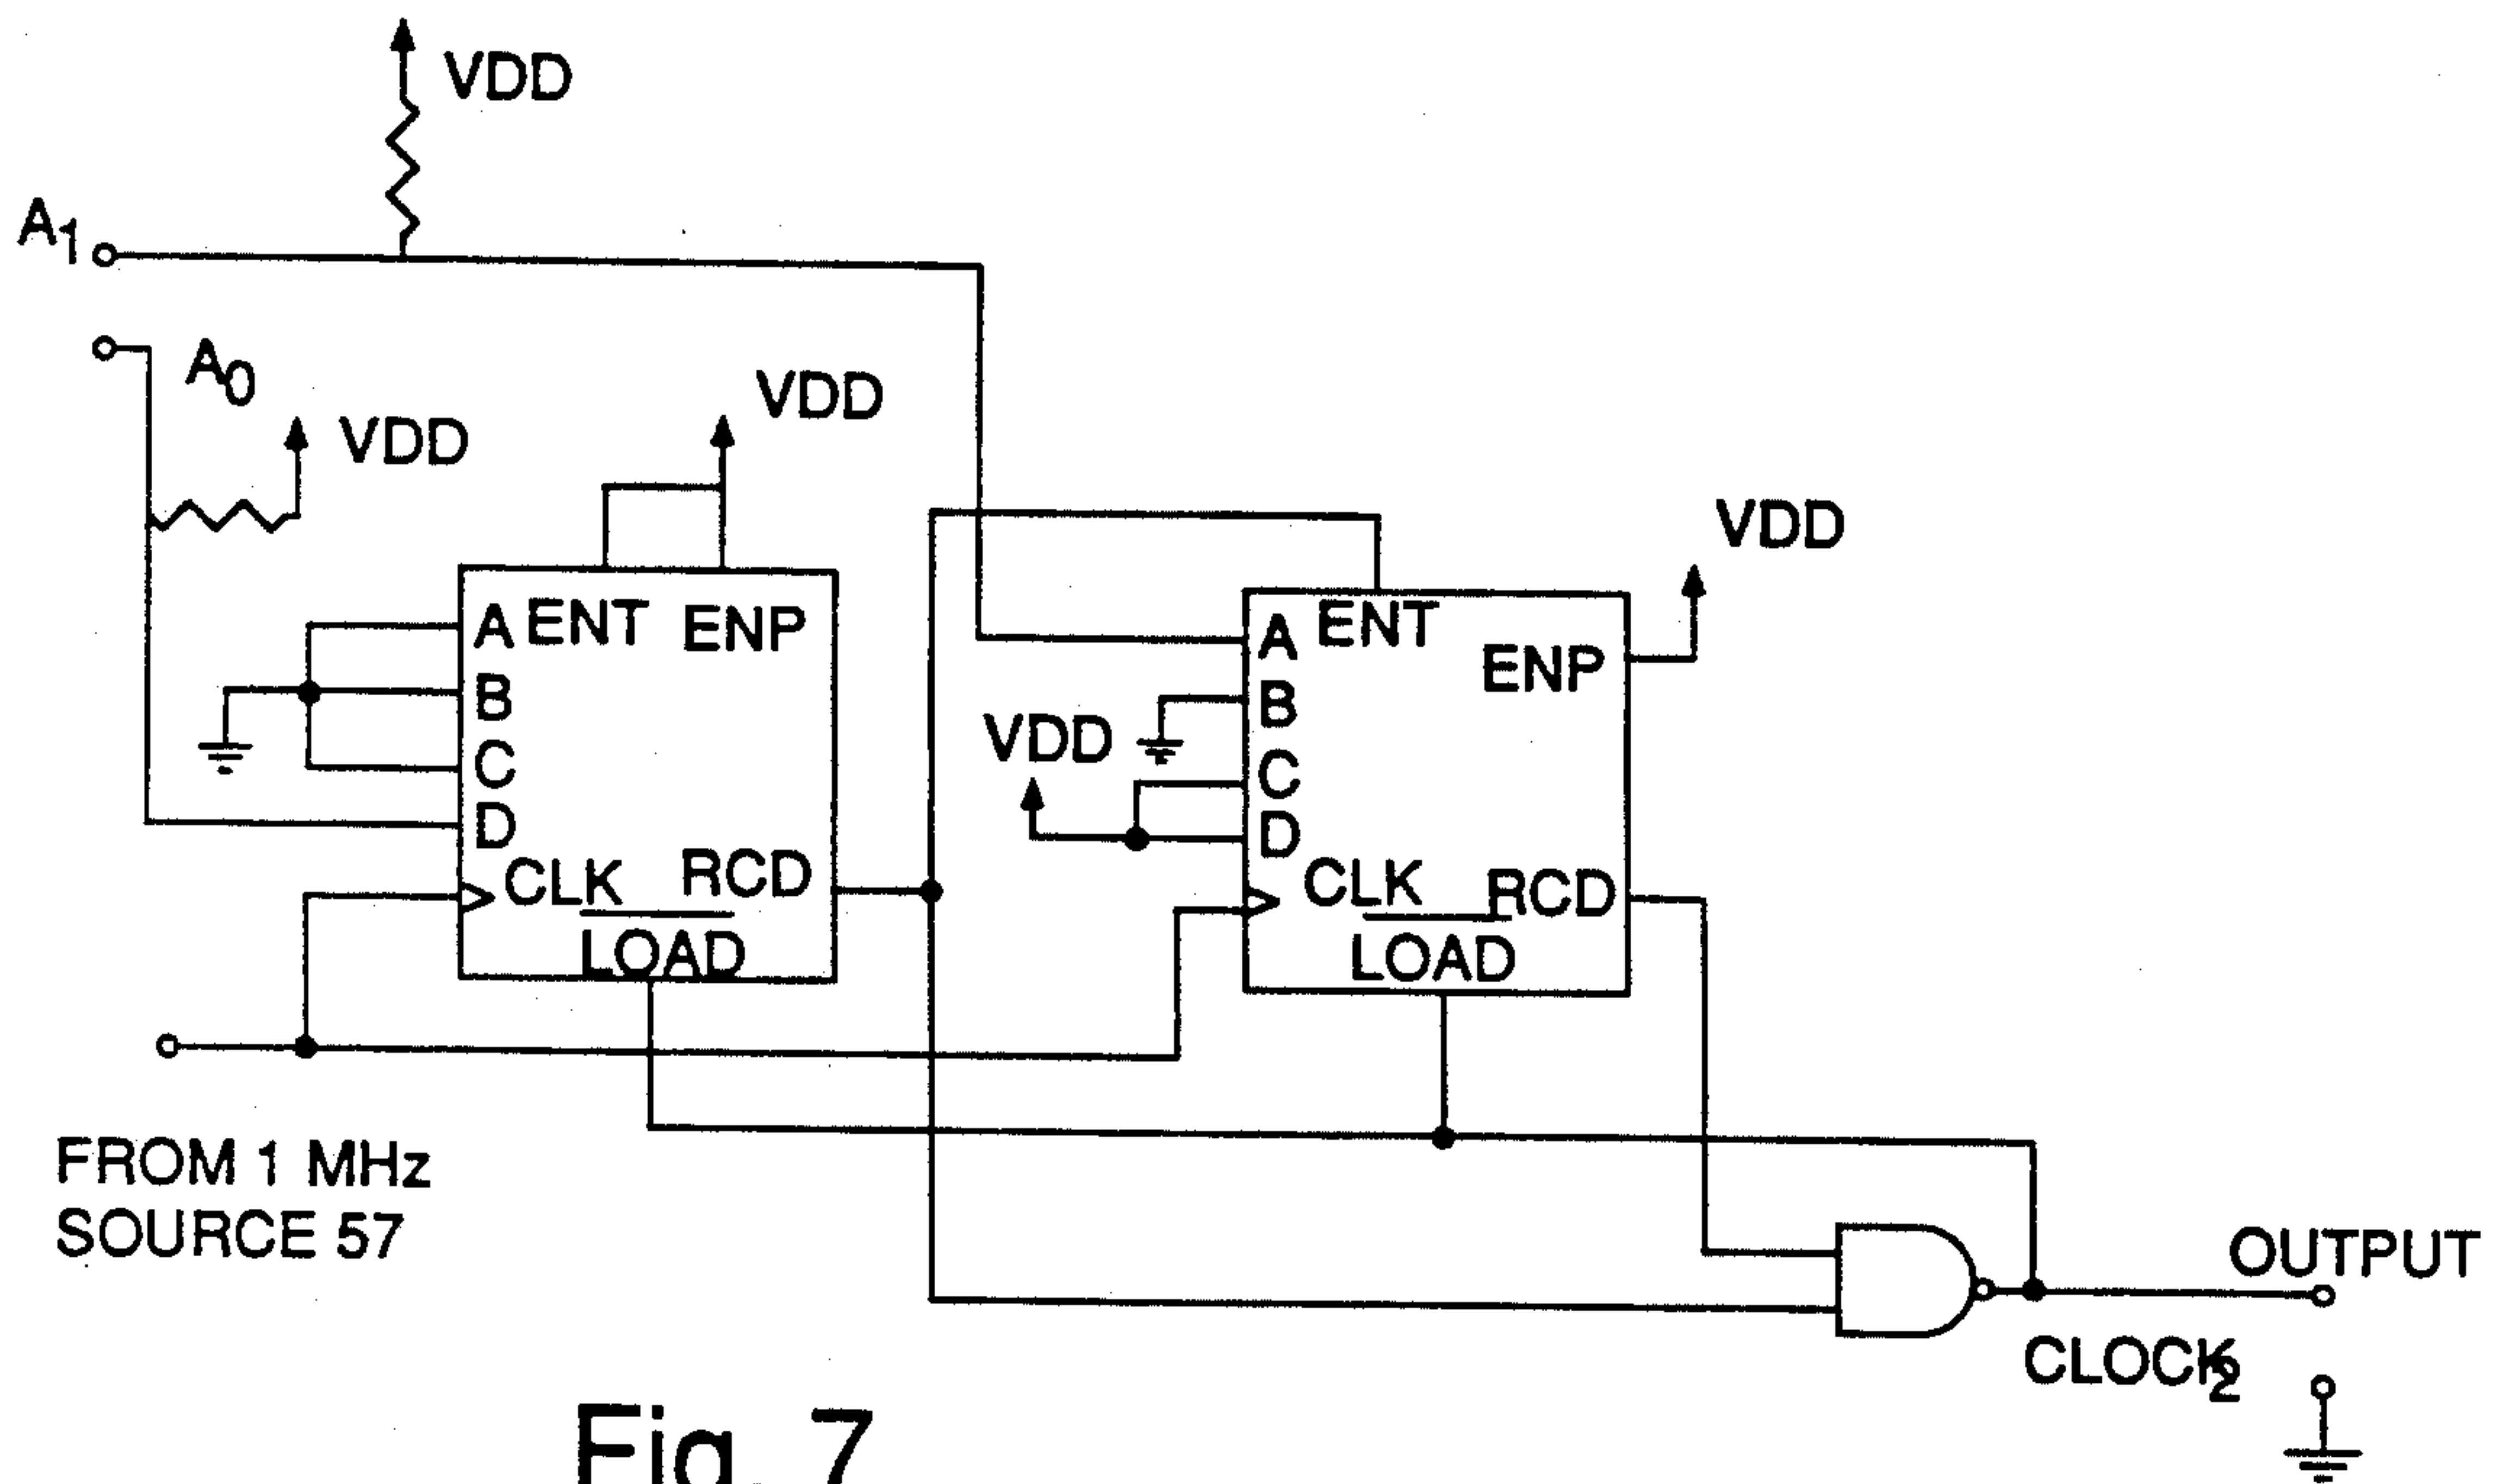 VDD
A1
A0
VDD
VDD
VDD
A ENT ENP
B
C
D
CLK RCD
LOAD
A ENT
ENP
B
VDD
C
D
CLK RCD
LOAD
FROM 1 MHz
SOURCE 57
OUTPUT
CLOCK2
Fig. 7